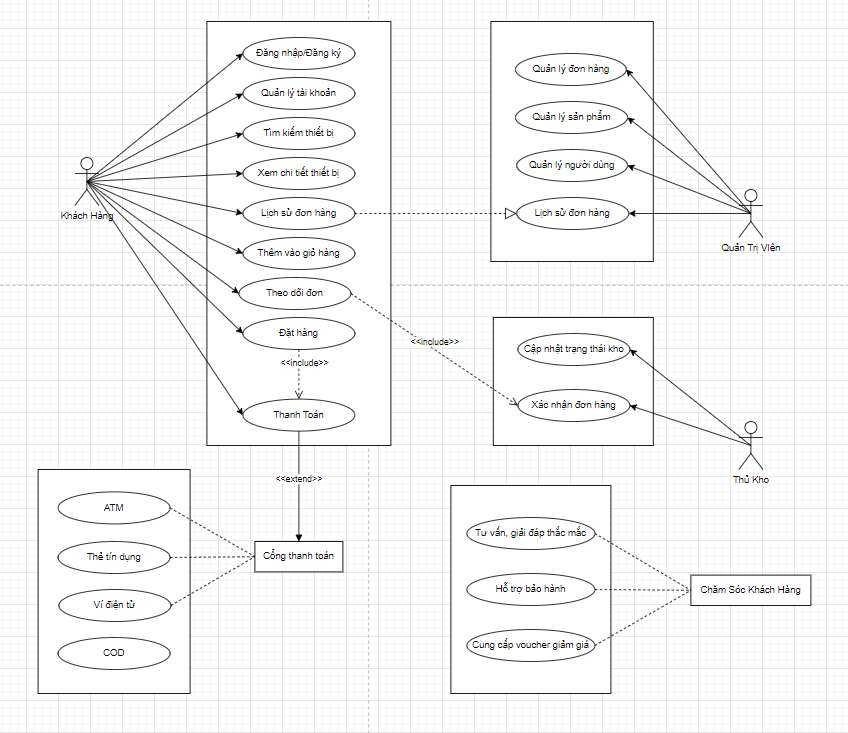 Đăng nhập/Đăng ký
Quản lý tài khoản
Tìm kiếm thiết bị
Xem chi tiết thiết bị
Lịch sử đơn hàng
Thêm vào giỏ hàng
Theo dõi đơn
Đặt hàng
<<include>>
Thanh Toán
Khách Hàng
Quản lý đơn hàng
Quản lý sản phẩm
Quản lý người dùng
Lịch sử đơn hàng
Quản Trị Viên
<<include>>
Cập nhật trạng thái kho
Xác nhận đơn hàng
Thủ Kho
<<extend>>
ATM
Thẻ tín dụng
Ví điện tử
COD
Cổng thanh toán
Tư vấn, giải đáp thắc mắc
Hỗ trợ bảo hành
Cung cấp voucher giảm giá
Chăm Sóc Khách Hàng